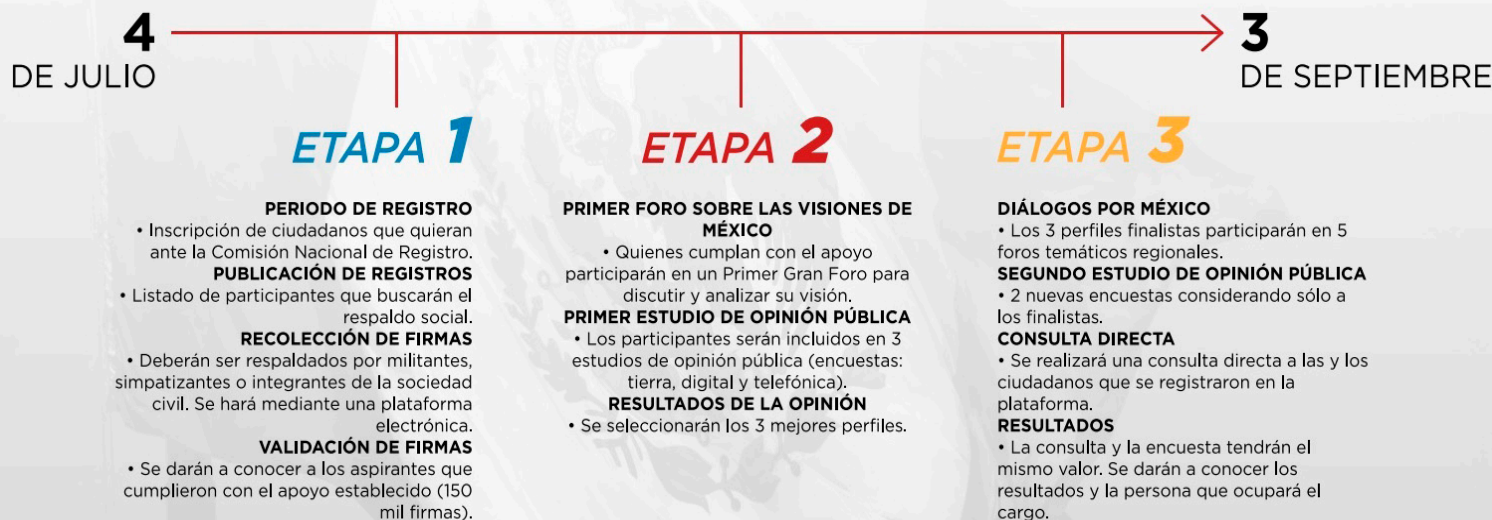 4
DE JULIO
3
DE SEPTIEMBRE
ETAPA 1
PERIODO DE REGISTRO
• Inscripción de ciudadanos que quieran
ante la Comisión Nacional de Registro.
PUBLICACIÓN DE REGISTROS
• Listado de participantes que buscarán el
respaldo social.
RECOLECCIÓN DE FIRMAS
• Deberán ser respaldados por militantes,
simpatizantes o integrantes de la sociedad
civil. Se hará mediante una plataforma
electrónica.
VALIDACIÓN DE FIRMAS
• Se darán a conocer a los aspirantes que
cumplieron con el apoyo establecido (150
mil firmas).
ETAPA 2
PRIMER FORO SOBRE LAS VISIONES DE
MÉXICO
• Quienes cumplan con el apoyo
participarán en un Primer Gran Foro para
discutir y analizar su visión.
PRIMER ESTUDIO DE OPINIÓN PÚBLICA
• Los participantes serán incluidos en 3
estudios de opinión pública (encuestas:
tierra, digital y telefónica).
RESULTADOS DE LA OPINIÓN
• Se seleccionarán los 3 mejores perfiles.
ETAPA 3
DIÁLOGOS POR MÉXICO
• Los 3 perfiles finalistas participarán en 5
foros temáticos regionales.
SEGUNDO ESTUDIO DE OPINIÓN PÚBLICA
• 2 nuevas encuestas considerando sólo a
los finalistas.
CONSULTA DIRECTA
• Se realizará una consulta directa a las y los
ciudadanos que se registraron en la
plataforma.
RESULTADOS
• La consulta y la encuesta tendrán el
mismo valor. Se darán a conocer los
resultados y la persona que ocupará el
cargo.